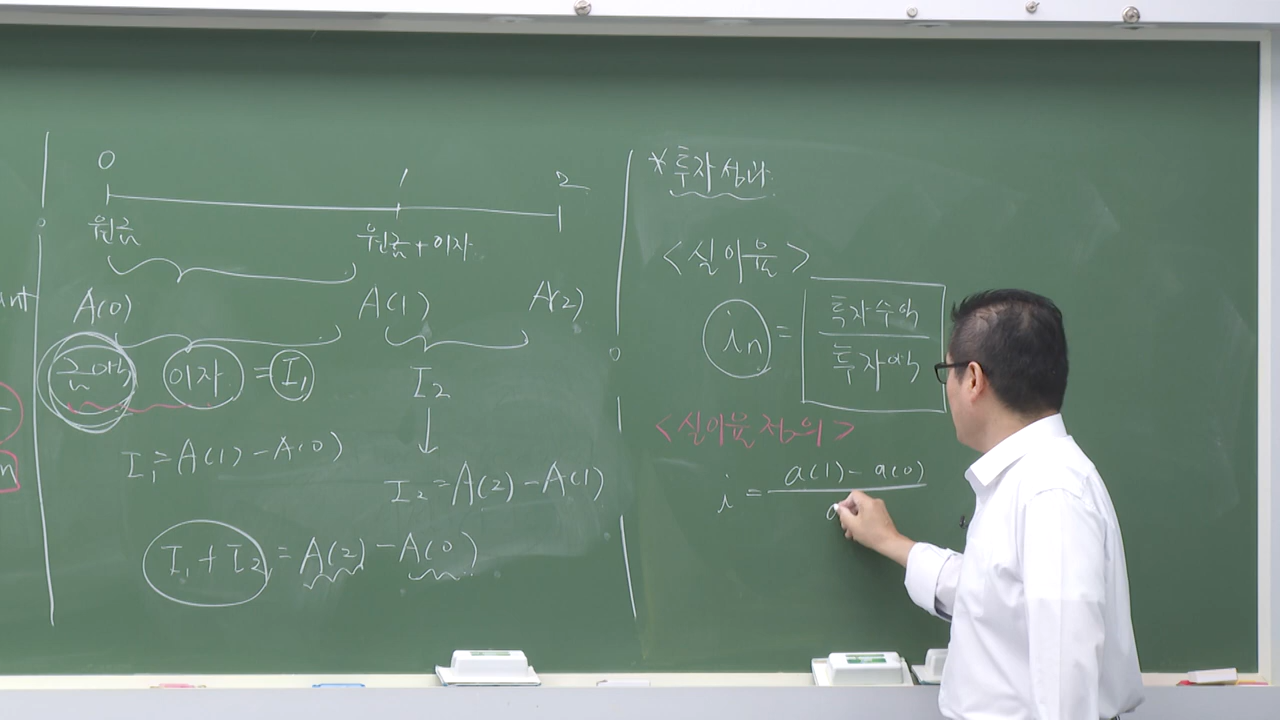 ant
n
0 1 2
원금 원금+이자
A(0) A(1) A(2)
금액 이자 = I₁
I₂
I₁ = A(1) - A(0)
I₂ = A(2) - A(1)
I₁ + I₂ = A(2) - A(0)
* 투자성과
<실이율>
iₙ = 투자수익 / 투자액
<실이율 정의>
i = a(1) - a(0)